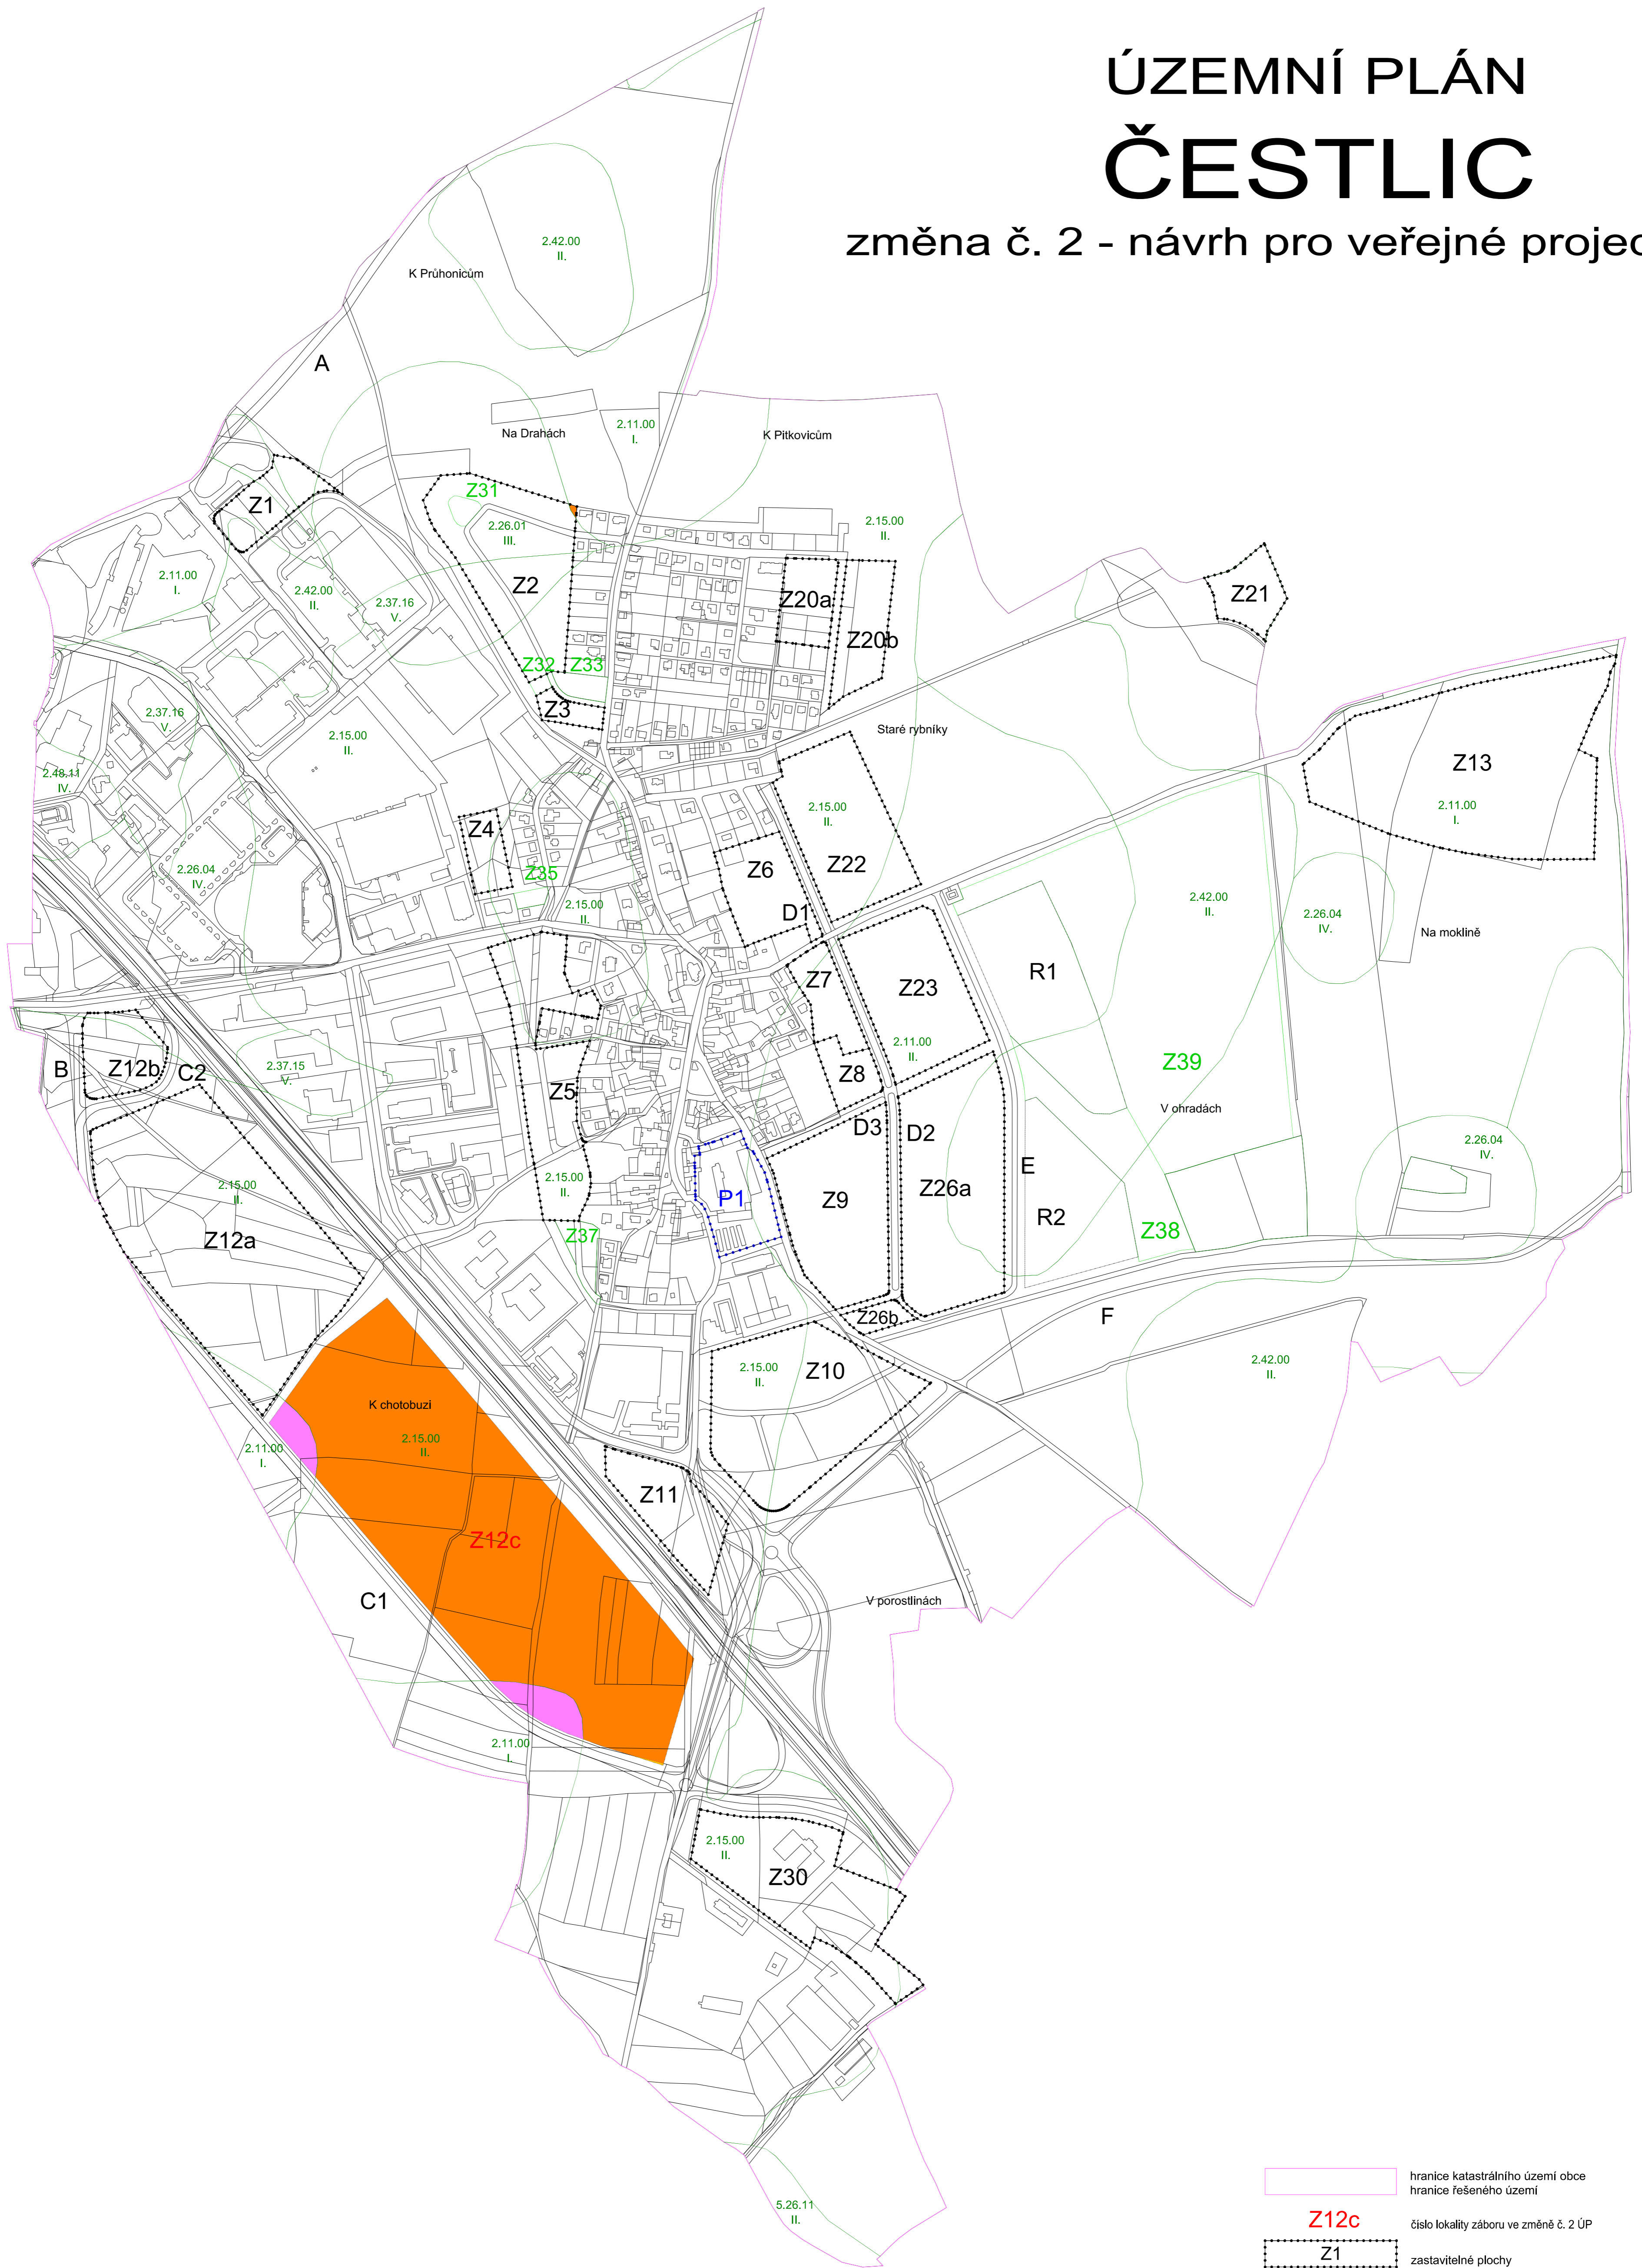 ÚZEMNÍ PLÁN
ČESTLIC
změna č. 2 - návrh pro veřejné projec
2.42.00
II.
K Průhonicům
A
Na Drahách
2.11.00
I.
K Pitkovicům
Z31
Z1
2.26.01
III.
2.15.00
II.
2.11.00
I.
2.42.00
II.
2.37.16
V.
Z2
Z20a
Z20b
Z21
Z32
Z33
Z3
2.37.16
V.
2.15.00
II.
Staré rybníky
2.48.11
IV.
Z13
2.11.00
I.
Z4
2.15.00
II.
Z22
Z6
2.26.04
IV.
Z35
2.15.00
II.
D1
2.42.00
II.
2.26.04
IV.
Na moklině
R1
Z7
Z23
2.11.00
II.
B
Z12b
C2
2.37.15
V.
Z5
Z8
Z39
V ohradách
D3
D2
2.26.04
IV.
E
2.15.00
II.
2.15.00
II.
P1
Z9
Z26a
R2
Z38
Z12a
Z37
Z26b
F
2.15.00
II.
Z10
2.42.00
II.
K chotobuzi
2.15.00
II.
2.11.00
I.
Z11
Z12c
C1
V porostlinách
2.11.00
I.
2.15.00
II.
Z30
5.26.11
II.
hranice katastrálního území obce
hranice řešeného území
Z12c
číslo lokality záboru ve změně č. 2 ÚP
Z1
zastavitelné plochy